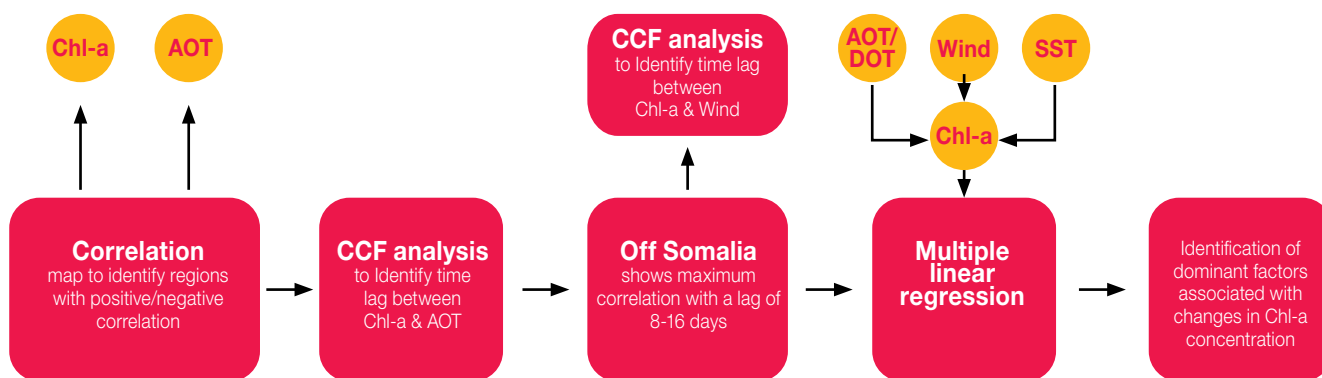 Chl-a
AOT
CCF analysis
to Identify time lag
between
Chl-a & Wind
AOT/
DOT
Wind
SST
Chl-a
Correlation
map to identify regions
with positive/negative
correlation
CCF analysis
to Identify time
lag between
Chl-a & AOT
Off Somalia
shows maximum
correlation with a lag of
8-16 days
Multiple
linear
regression
Identification of
dominant factors
associated with
changes in Chl-a
concentration